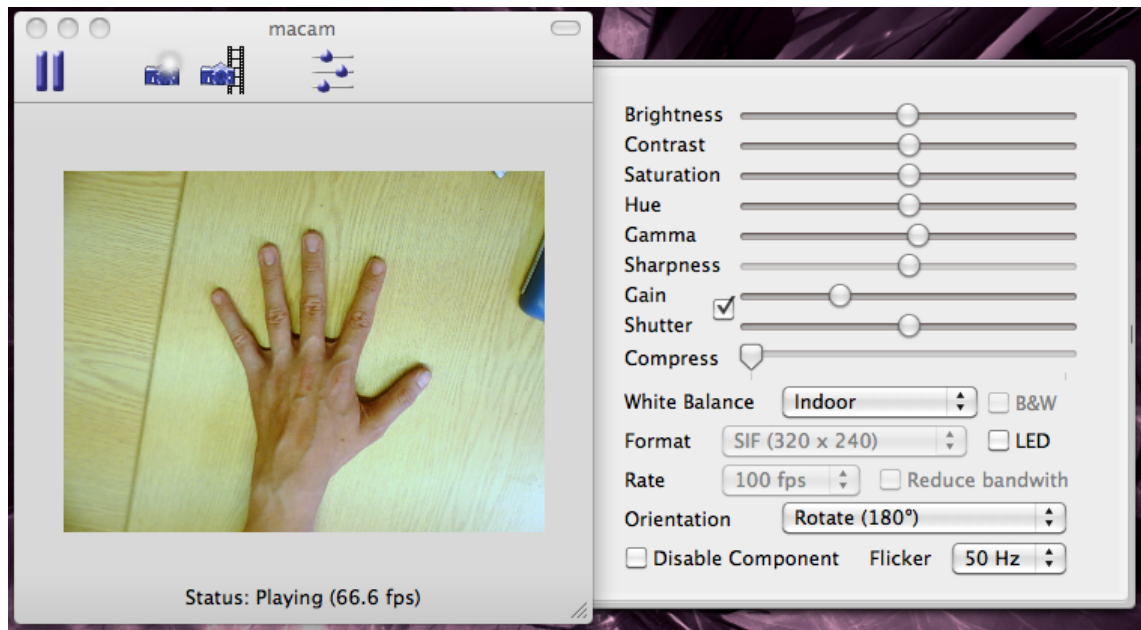 macam
Status: Playing (66.6 fps)
Brightness
Contrast
Saturation
Hue
Gamma
Sharpness
Gain
Shutter
Compress
White Balance Indoor B&W
Format SIF (320 x 240) LED
Rate 100 fps Reduce bandwith
Orientation Rotate (180°)
Disable Component Flicker 50 Hz